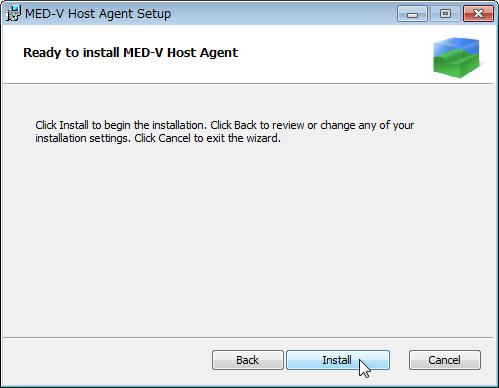 MED-V Host Agent Setup
Ready to install MED-V Host Agent
Click Install to begin the installation. Click Back to review or change any of your
installation settings. Click Cancel to exit the wizard.
Back Install Cancel